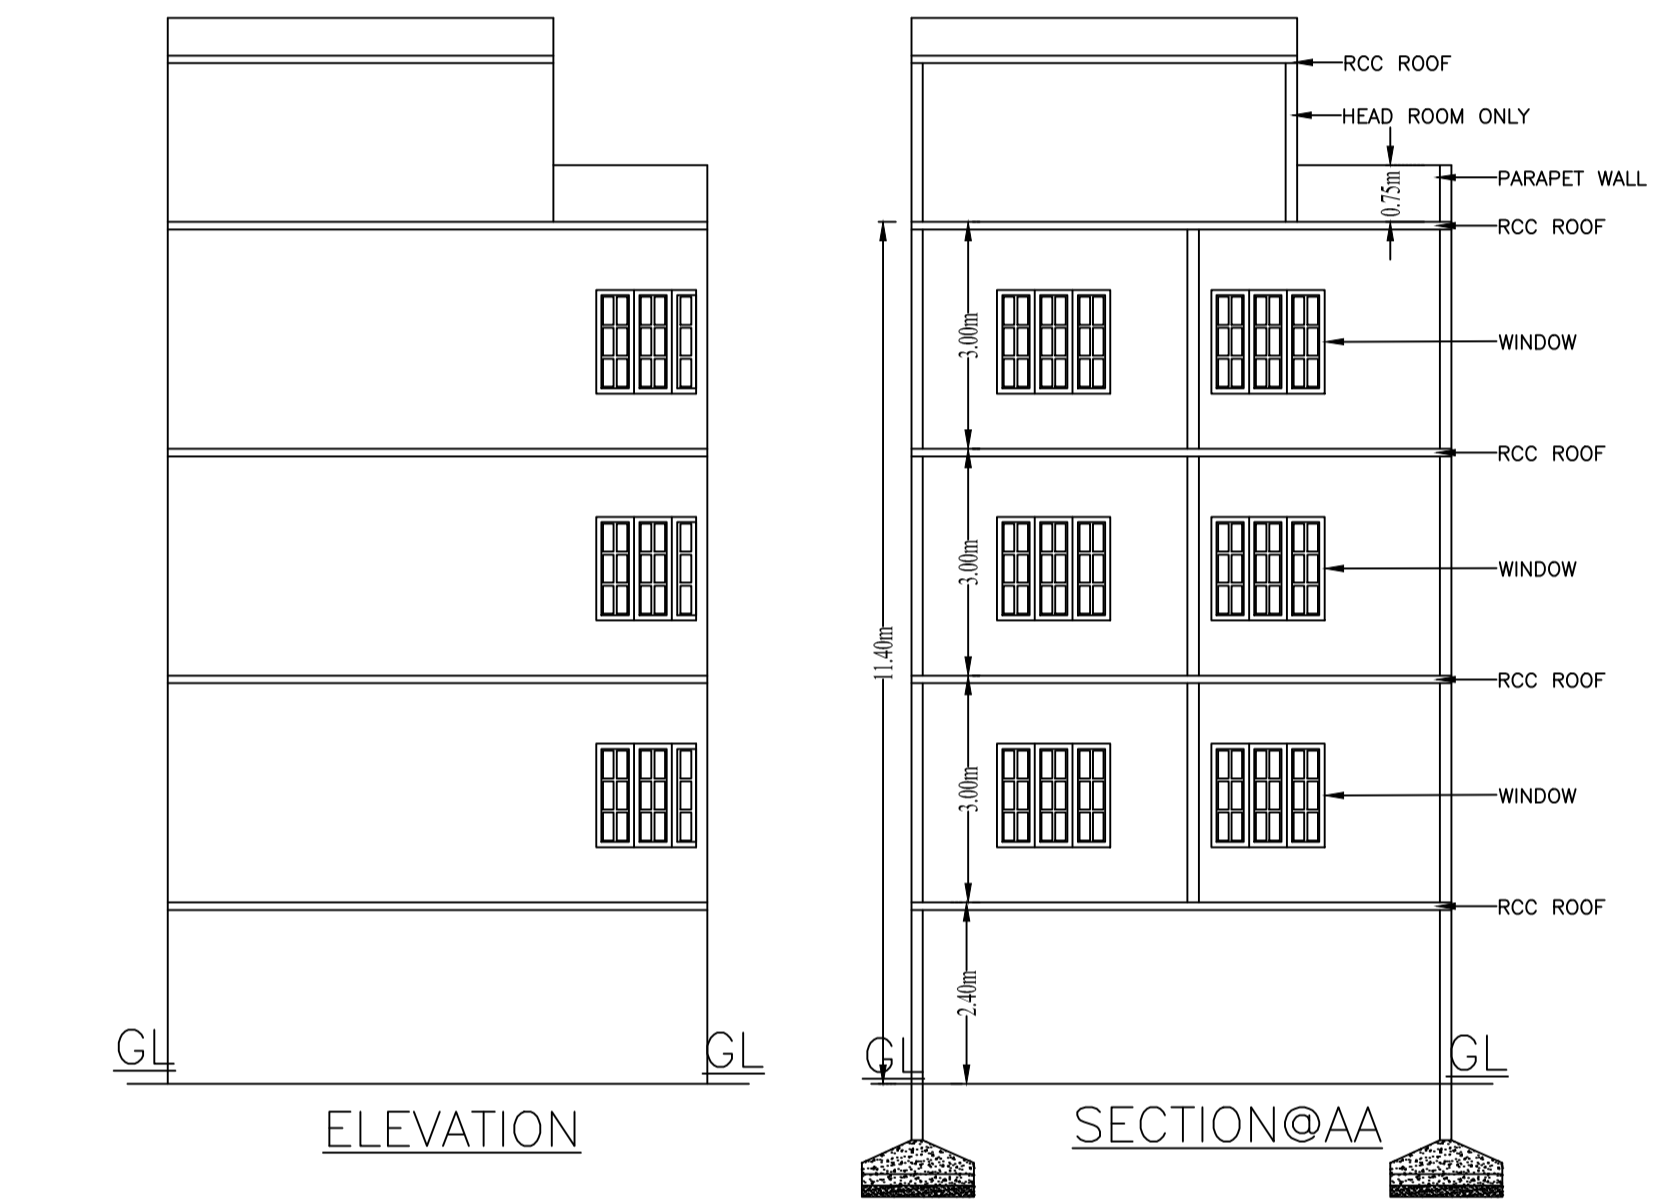 RCC ROOF
HEAD ROOM ONLY
0.75m
PARAPET WALL
RCC ROOF
3.00m
WINDOW
RCC ROOF
3.00m
WINDOW
11.40m
RCC ROOF
3.00m
WINDOW
RCC ROOF
2.40m
GL
GL
GL
GL
ELEVATION
SECTION@AA